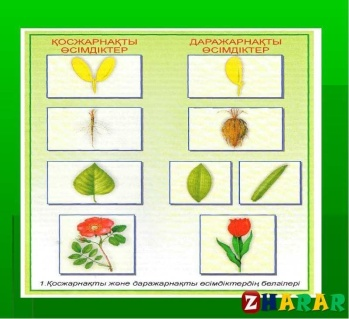 ҚОСЖАРНАҚТЫ
ӨСІМДІКТЕР
ДАРАЖАРНАҚТЫ
ӨСІМДІКТЕР
1.Қосжарнақты және даражарнақты өсімдіктердің белгілері
ZHARAR